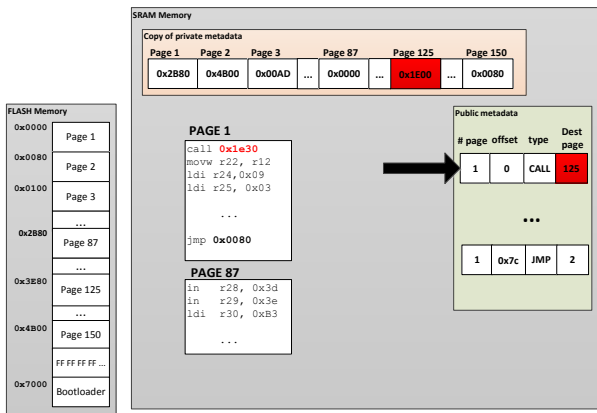 SRAM Memory
Copy of private metadata
Page 1 Page 2 Page 3 Page 87 Page 125 Page 150
0x2B80 0x4B00 0x00AD ... 0x0000 ... 0x1E00 ... 0x0080
FLASH Memory
0x0000 Page 1
0x0080 Page 2
0x0100 Page 3
...
0x2B80 Page 87
...
0x3E80 Page 125
...
0x4B00 Page 150
FF FF FF FF ...
0x7000 Bootloader
PAGE 1
call 0x1e30
movw r22, r12
ldi r24,0x09
ldi r25, 0x03
...
jmp 0x0080
PAGE 87
in r28, 0x3d
in r29, 0x3e
ldi r30, 0xB3
...
Public metadata
# page offset type Dest page
1 0 CALL 125
...
1 0x7c JMP 2